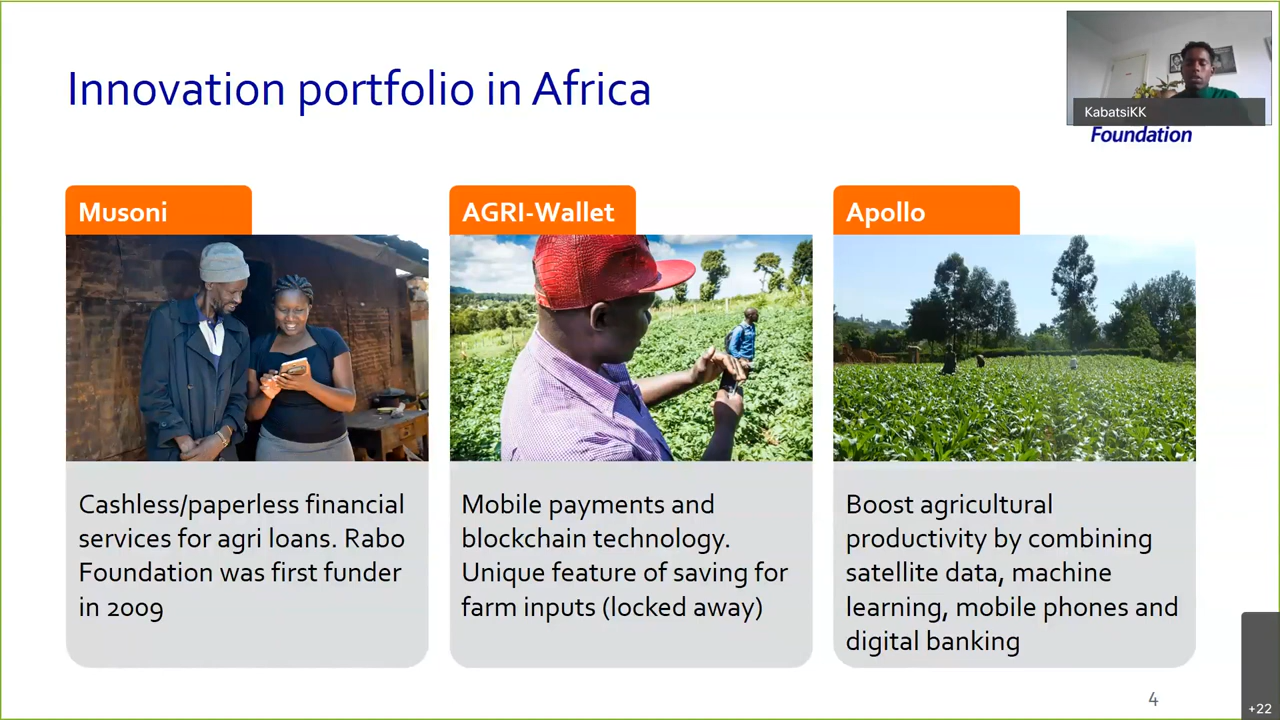 Innovation portfolio in Africa
KabatsiKK
Foundation
Musoni
AGRI-Wallet
Apollo
Cashless/paperless financial
services for agri loans. Rabo
Foundation was first funder
in 2009
Mobile payments and
blockchain technology.
Unique feature of saving for
farm inputs (locked away)
Boost agricultural
productivity by combining
satellite data, machine
learning, mobile phones and
digital banking
4
+22